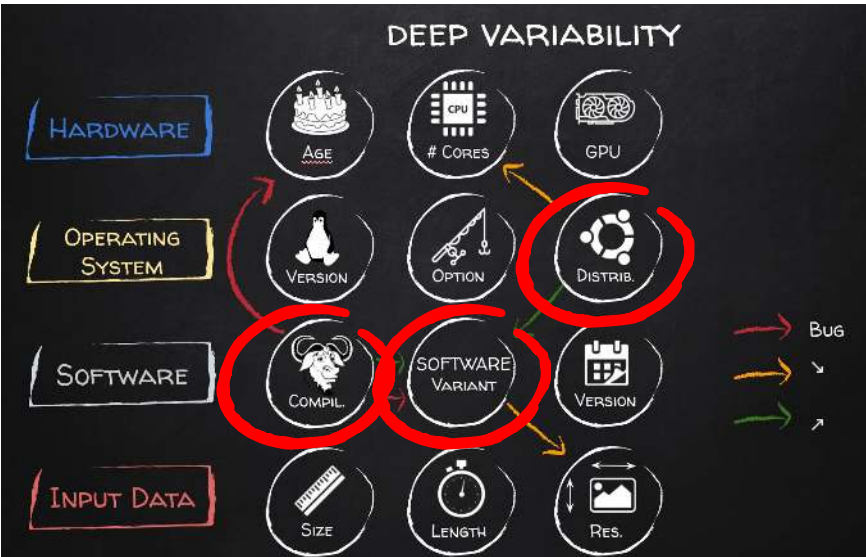 DEEP VARIABILITY
HARDWARE
AGE
CPU
# CORES
GPU
OPERATING
SYSTEM
VERSION
OPTION
DISTRIB.
SOFTWARE
COMPIL.
SOFTWARE
VARIANT
VERSION
BUG
↘
↗
INPUT DATA
SIZE
LENGTH
RES.